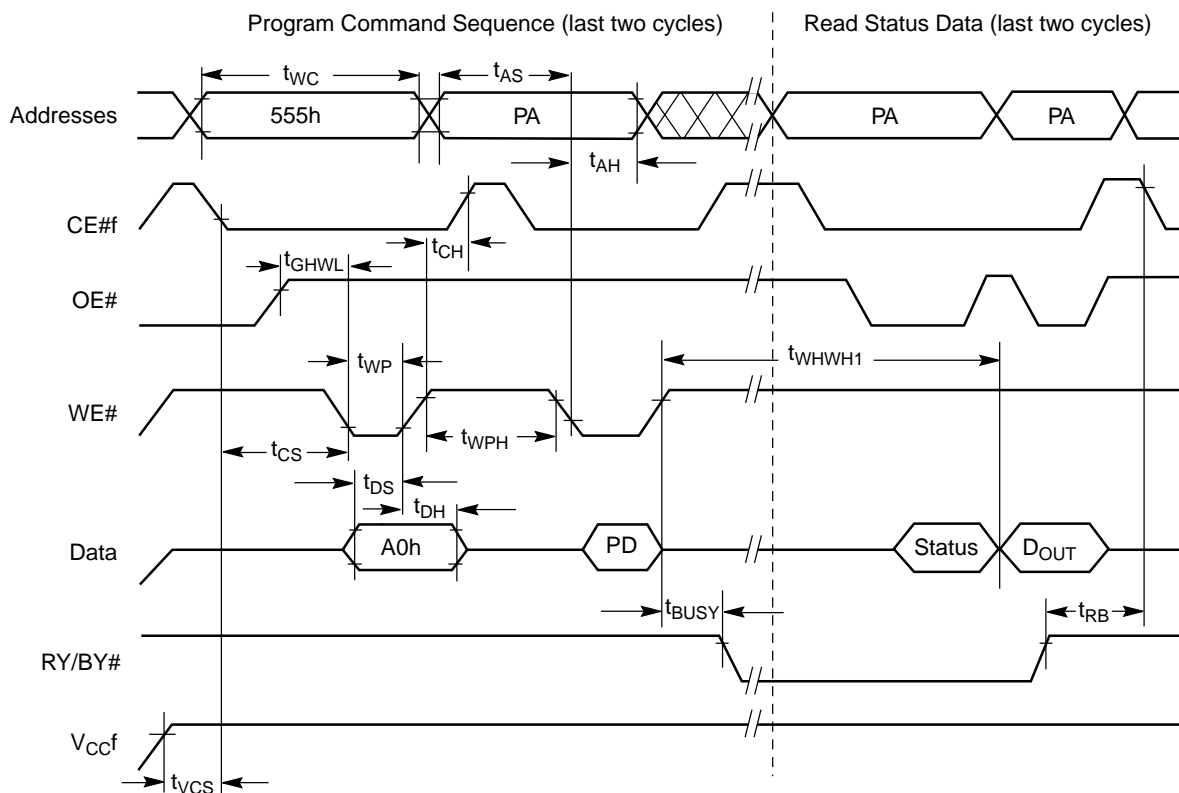 Program Command Sequence (last two cycles)
Read Status Data (last two cycles)
tWC
tAS
Addresses
555h
PA
PA
PA
tAH
CE#f
tCH
tGHWL
OE#
tWP
tWHWH1
WE#
tWPH
tCS
tDS
tDH
Data
A0h
PD
Status
DOUT
tBUSY
tRB
RY/BY#
VCCf
tVCS